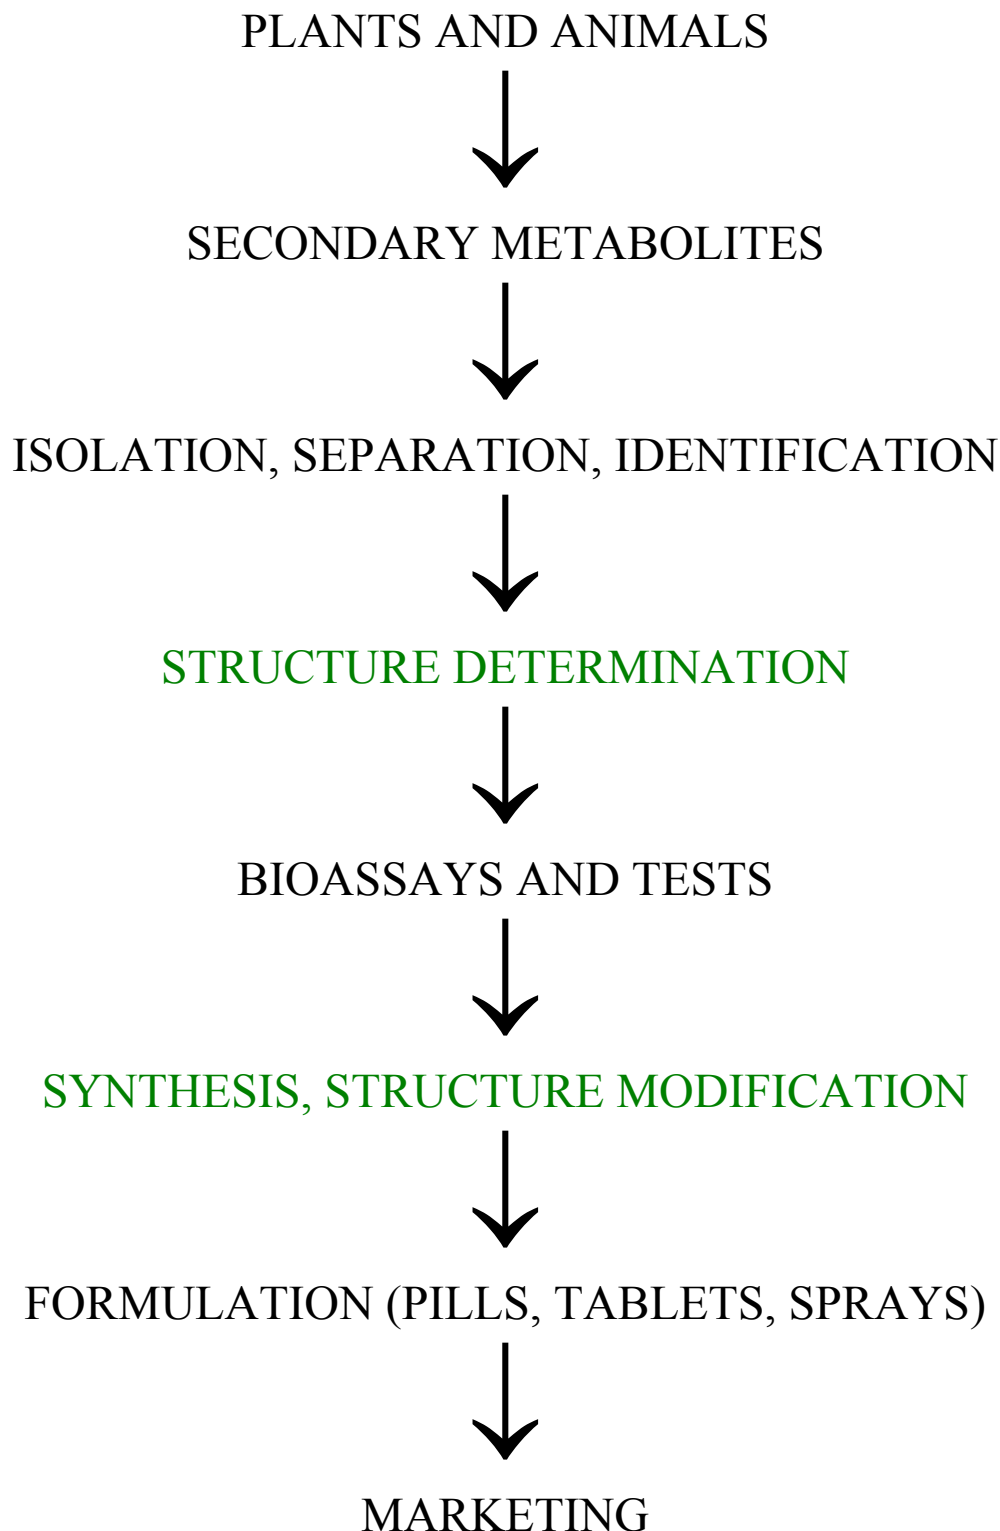 PLANTS AND ANIMALS
SECONDARY METABOLITES
ISOLATION, SEPARATION, IDENTIFICATION
STRUCTURE DETERMINATION
BIOASSAYS AND TESTS
SYNTHESIS, STRUCTURE MODIFICATION
FORMULATION (PILLS, TABLETS, SPRAYS)
MARKETING